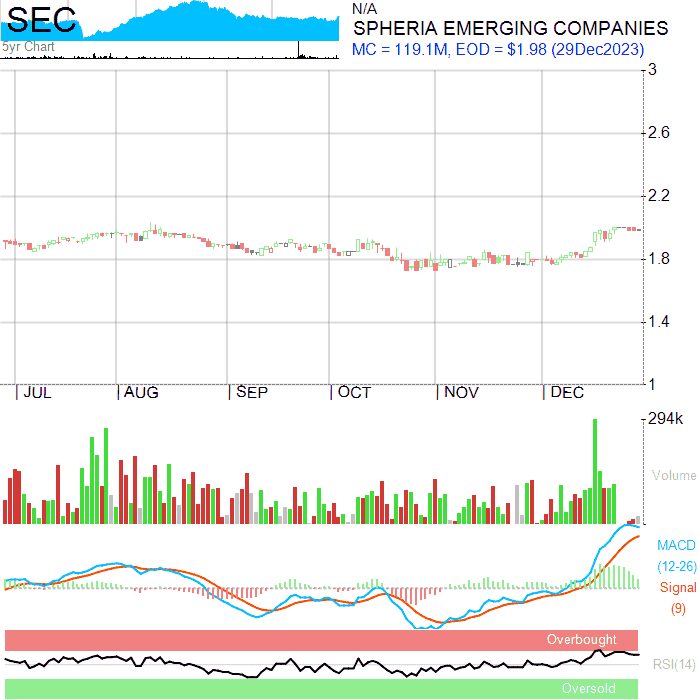 SEC
5yr Chart
N/A
SPHERIA EMERGING COMPANIES
MC = 119.1M, EOD = $1.98 (29Dec2023)
3
2.6
2.2
1.8
1.4
1
JUL AUG SEP OCT NOV DEC
294k
Volume
MACD
(12-26)
Signal
(9)
Overbought
RSI(14)
Oversold